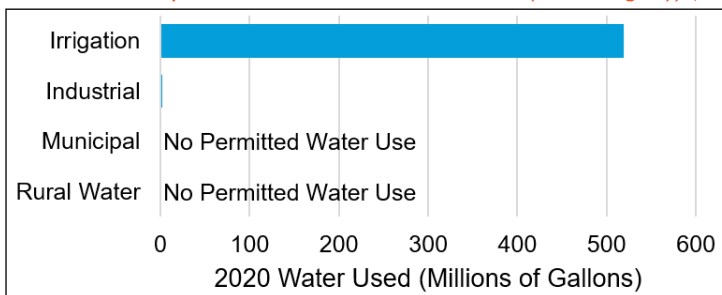 Irrigation
Industrial
Municipal No Permitted Water Use
Rural Water No Permitted Water Use
0 100 200 300 400 500 600
2020 Water Used (Millions of Gallons)